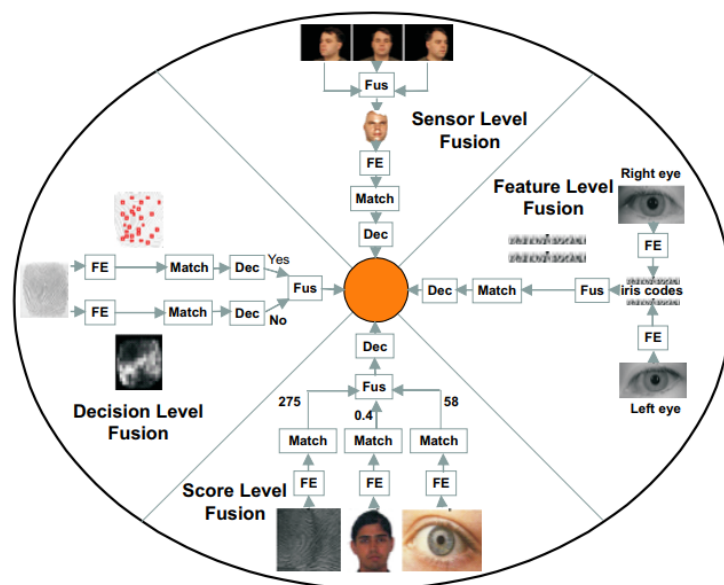 Fus
Sensor Level
Fusion
FE
Match
Dec
Feature Level
Fusion
Right eye
FE
iris codes
Fus
Match
Dec
FE
Left eye
FE
Match
Dec
Yes
Fus
FE
Match
Dec
No
Decision Level
Fusion
Dec
Fus
275
0.4
58
Match
Match
Match
FE
FE
FE
Score Level
Fusion